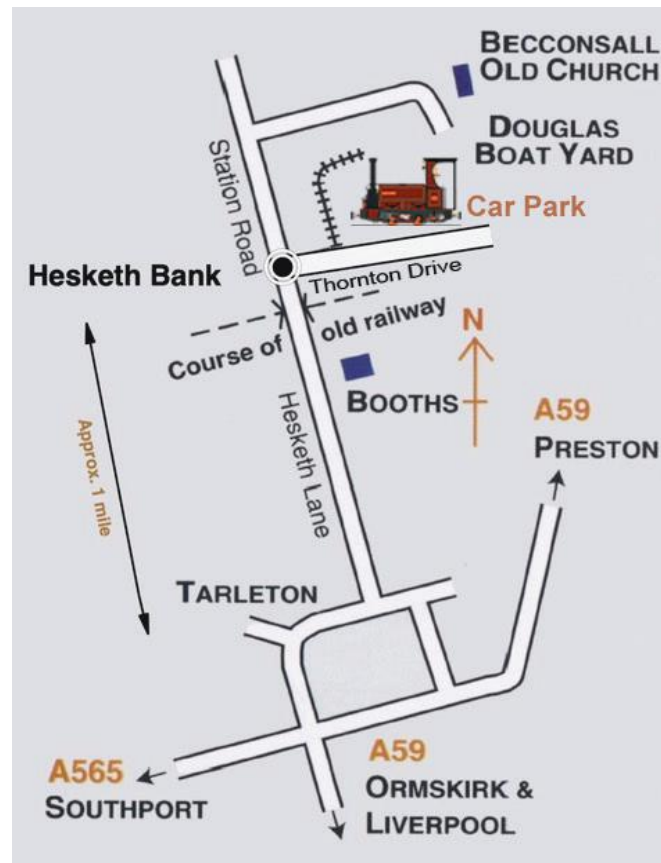 BECCONSALL
OLD CHURCH
DOUGLAS
BOAT YARD
Station Road
Car Park
Hesketh Bank
Thornton Drive
Course of old railway
N
BOOTHS
A59
PRESTON
Hesketh Lane
Approx. 1 mile
TARLETON
A565
SOUTHPORT
A59
ORMSKIRK &
LIVERPOOL